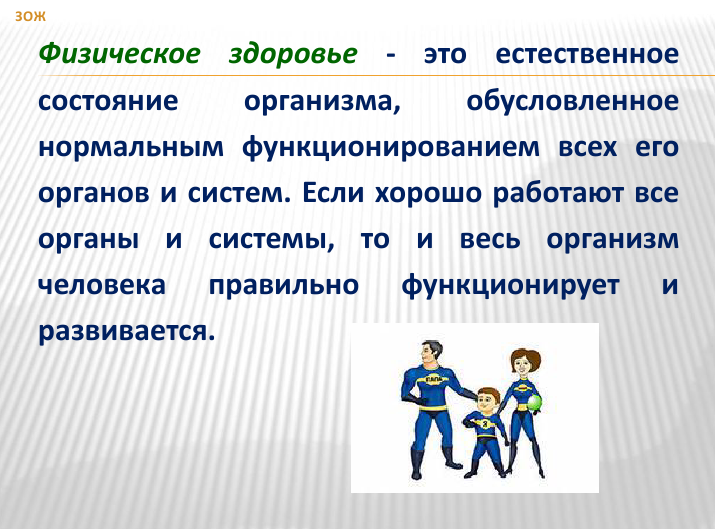 ЗОЖ
Физическое здоровье - это естественное
состояние организма, обусловленное
нормальным функционированием всех его
органов и систем. Если хорошо работают все
органы и системы, то и весь организм
человека правильно функционирует и
развивается.
ПАПА
Я